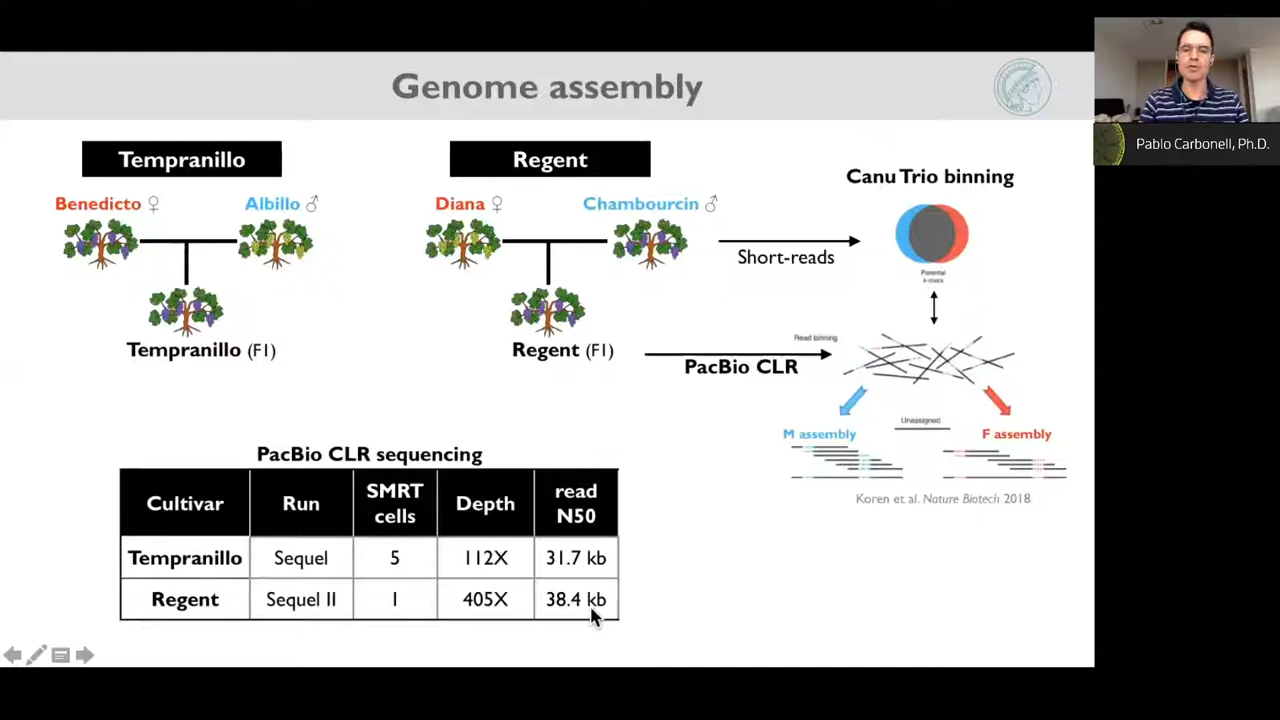 Genome assembly
Pablo Carbonell, Ph.D.
Tempranillo
Benedicto ♀
Albillo ♂
Tempranillo (F1)
Regent
Diana ♀
Chambourcin ♂
Regent (F1)
Short-reads
PacBio CLR
Canu Trio binning
Parental
k-mers
Read binning
Unassigned
M assembly
F assembly
Koren et al. Nature Biotech 2018
PacBio CLR sequencing
Cultivar Run SMRT cells Depth read N50
Tempranillo Sequel 5 112X 31.7 kb
Regent Sequel II 1 405X 38.4 kb